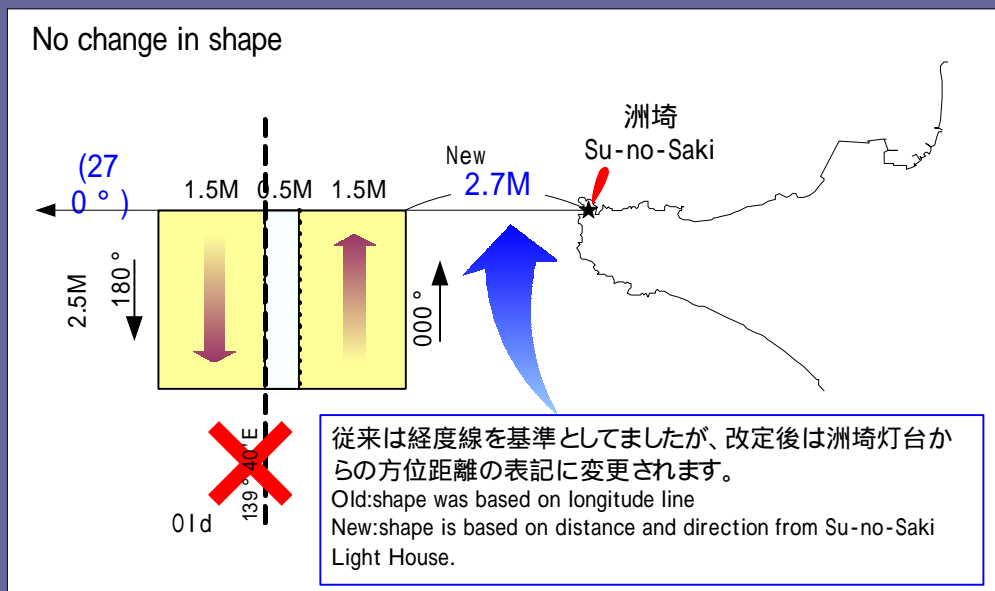 No change in shape
洲埼
Su-no-Saki
New
2.7M
(27
0°)
1.5M
0.5M
1.5M
2.5M
180°
000°
139°40'E
Old
従来は経度線を基準としてましたが、改定後は洲埼灯台か
らの方位距離の表記に変更されます。
Old:shape was based on longitude line
New:shape is based on distance and direction from Su-no-Saki
Light House.